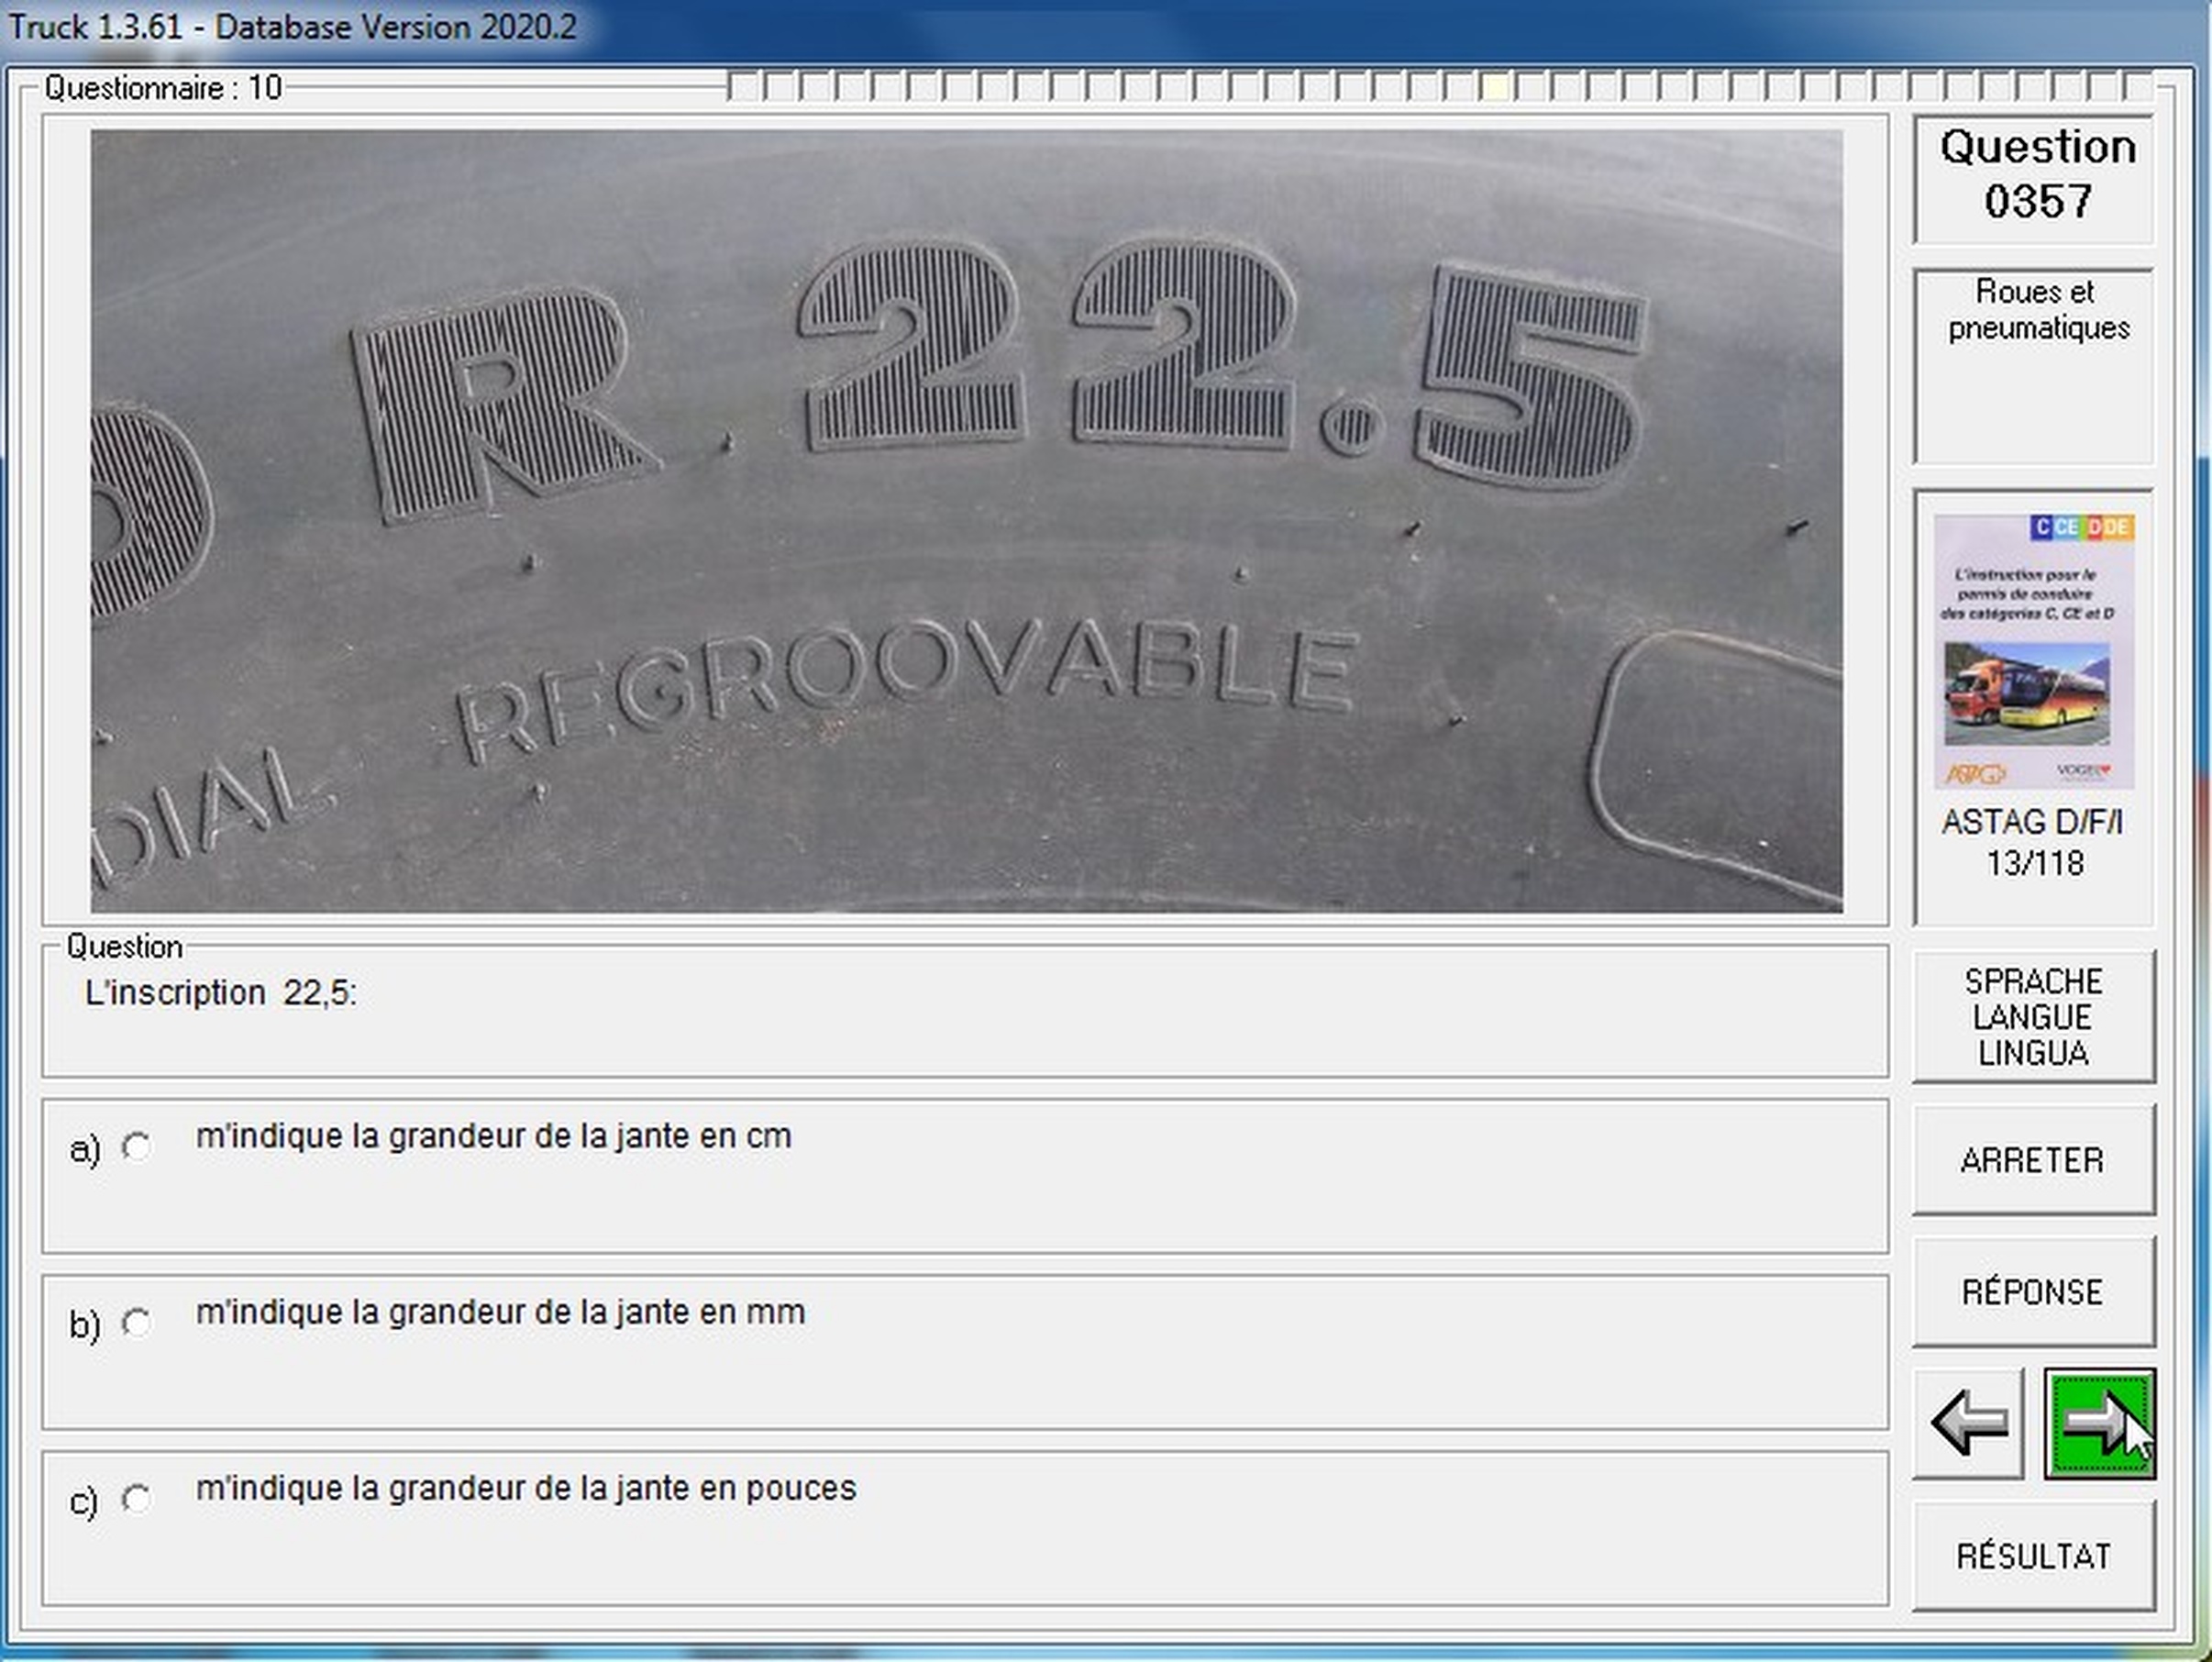 Truck 1.3.61 - Database Version 2020.2
Questionnaire : 10
R 22.5
REGROOVABLE
DIAL
Question
0357
Roues et
pneumatiques
C CE D DE
L'instruction pour le
permis de conduire
des catégories C, CE et D
ASTAG
VOGEL
ASTAG D/F/I
13/118
Question
L'inscription 22,5:
a) m'indique la grandeur de la jante en cm
b) m'indique la grandeur de la jante en mm
c) m'indique la grandeur de la jante en pouces
SPRACHE
LANGUE
LINGUA
ARRETER
RÉPONSE
RÉSULTAT